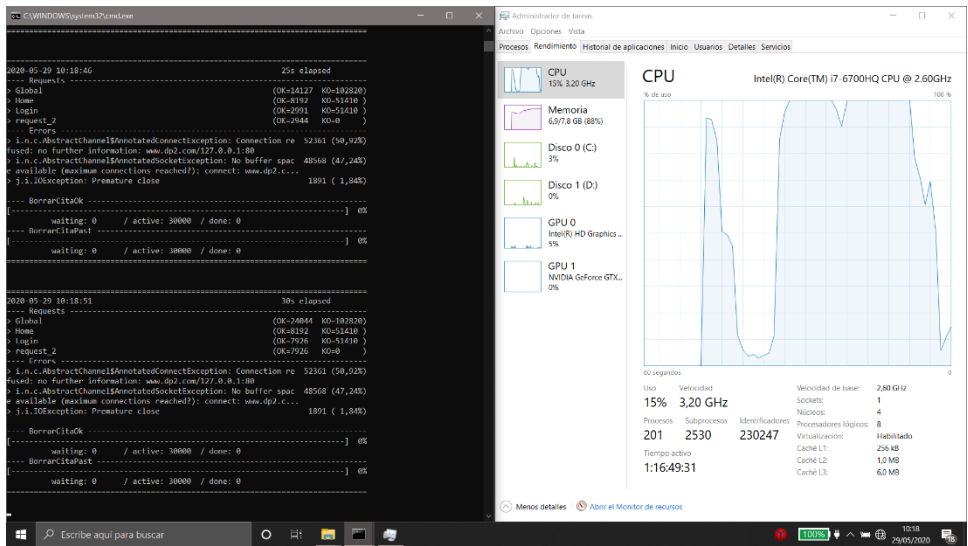 C:\WINDOWS\system32\cmd.exe
================================================================================
2020-05-29 10:18:46 25s elapsed
---- Requests ------------------------------------------------------------------
> Global (OK=14127 KO=102820)
> Home (OK=8192 KO=51410 )
> Login (OK=2991 KO=51410 )
> request_2 (OK=2944 KO=0 )
---- Errors --------------------------------------------------------------------
> i.n.c.AbstractChannel$AnnotatedConnectException: Connection re 52361 (50,92%)
fused: no further information: www.dp2.com/127.0.0.1:80
> i.n.c.AbstractChannel$AnnotatedSocketException: No buffer spac 48568 (47,24%)
e available (maximum connections reached?): connect: www.dp2.c...
> j.i.IOException: Premature close 1891 ( 1,84%)
---- BorrarCitaOk --------------------------------------------------------------
[--------------------------------------------------------------------------] 0%
waiting: 0 / active: 30000 / done: 0
---- BorrarCitaPast ------------------------------------------------------------
[--------------------------------------------------------------------------] 0%
waiting: 0 / active: 30000 / done: 0
================================================================================
================================================================================
2020-05-29 10:18:51 30s elapsed
---- Requests ------------------------------------------------------------------
> Global (OK=24044 KO=102820)
> Home (OK=8192 KO=51410 )
> Login (OK=7926 KO=51410 )
> request_2 (OK=7926 KO=0 )
---- Errors --------------------------------------------------------------------
> i.n.c.AbstractChannel$AnnotatedConnectException: Connection re 52361 (50,92%)
fused: no further information: www.dp2.com/127.0.0.1:80
> i.n.c.AbstractChannel$AnnotatedSocketException: No buffer spac 48568 (47,24%)
e available (maximum connections reached?): connect: www.dp2.c...
> j.i.IOException: Premature close 1891 ( 1,84%)
---- BorrarCitaOk --------------------------------------------------------------
[--------------------------------------------------------------------------] 0%
waiting: 0 / active: 30000 / done: 0
---- BorrarCitaPast ------------------------------------------------------------
[--------------------------------------------------------------------------] 0%
waiting: 0 / active: 30000 / done: 0
================================================================================
Administrador de tareas
Archivo Opciones Vista
Procesos Rendimiento Historial de aplicaciones Inicio Usuarios Detalles Servicios
CPU
15% 3,20 GHz
Memoria
6,9/7,8 GB (88%)
Disco 0 (C:)
3%
Disco 1 (D:)
0%
GPU 0
Intel(R) HD Graphics ...
5%
GPU 1
NVIDIA GeForce GTX...
0%
CPU Intel(R) Core(TM) i7-6700HQ CPU @ 2.60GHz
% de uso 100 %
60 segundos 0
Uso Velocidad
15% 3,20 GHz
Procesos Subprocesos Identificadores
201 2530 230247
Tiempo activo
1:16:49:31
Velocidad de base: 2,60 GHz
Sockets: 1
Núcleos: 4
Procesadores lógicos: 8
Virtualización: Habilitado
Caché L1: 256 kB
Caché L2: 1,0 MB
Caché L3: 6,0 MB
Menos detalles Abrir el Monitor de recursos
Escribe aquí para buscar
100%
10:18
29/05/2020
18